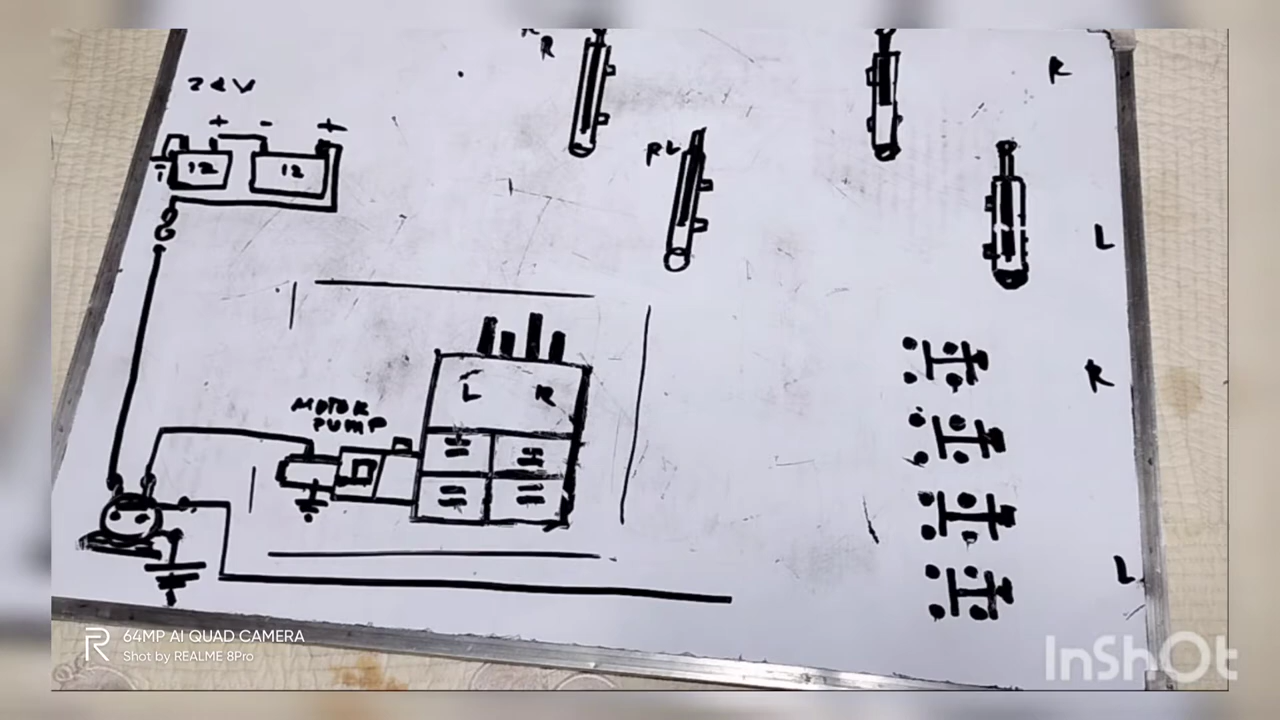 24V
R
R
+ - +
12 12
RL
L
R
L R
MOTOR
PUMP
L
64MP AI QUAD CAMERA
Shot by REALME 8Pro
InShOt